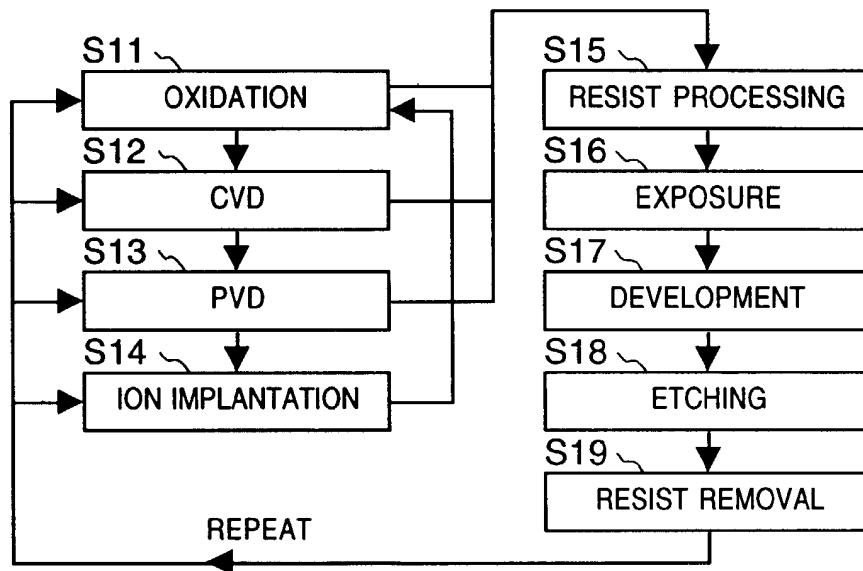 S11
OXIDATION
S12
CVD
S13
PVD
S14
ION IMPLANTATION
S15
RESIST PROCESSING
S16
EXPOSURE
S17
DEVELOPMENT
S18
ETCHING
S19
RESIST REMOVAL
REPEAT